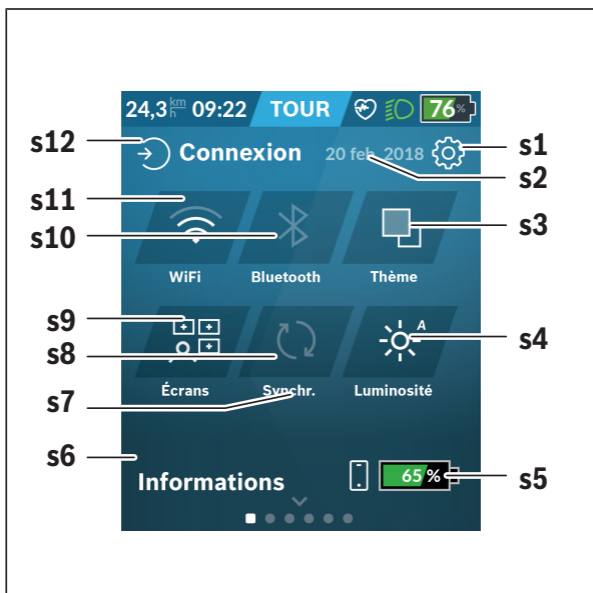 24,3 km/h 09:22 TOUR 76%
s12 Connexion 20 feb. 2018 s1
s2
s11
s10 s3
WiFi Bluetooth Thème
s9
s8 s4
s7 Écrans Synchr. Luminosité
s6
Informations 65% s5